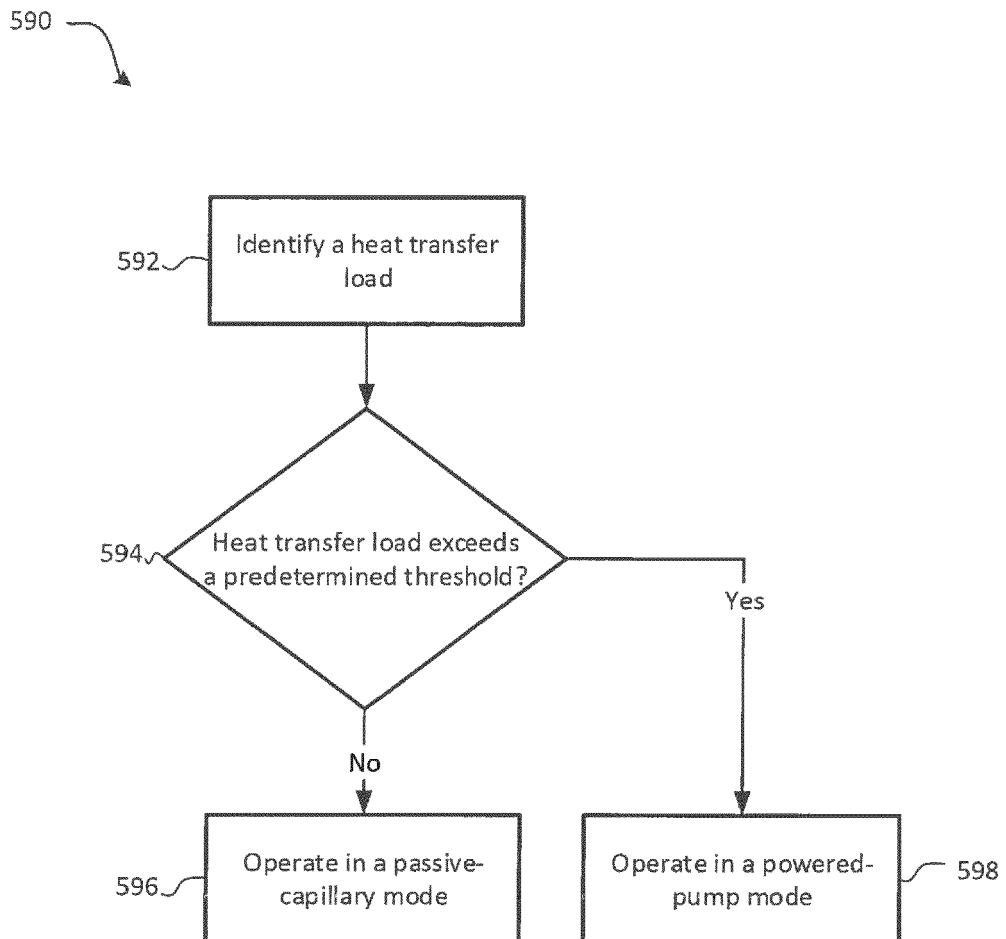 590
592
Identify a heat transfer
load
594
Heat transfer load exceeds
a predetermined threshold?
Yes
No
596
Operate in a passive-
capillary mode
Operate in a powered-
pump mode
598